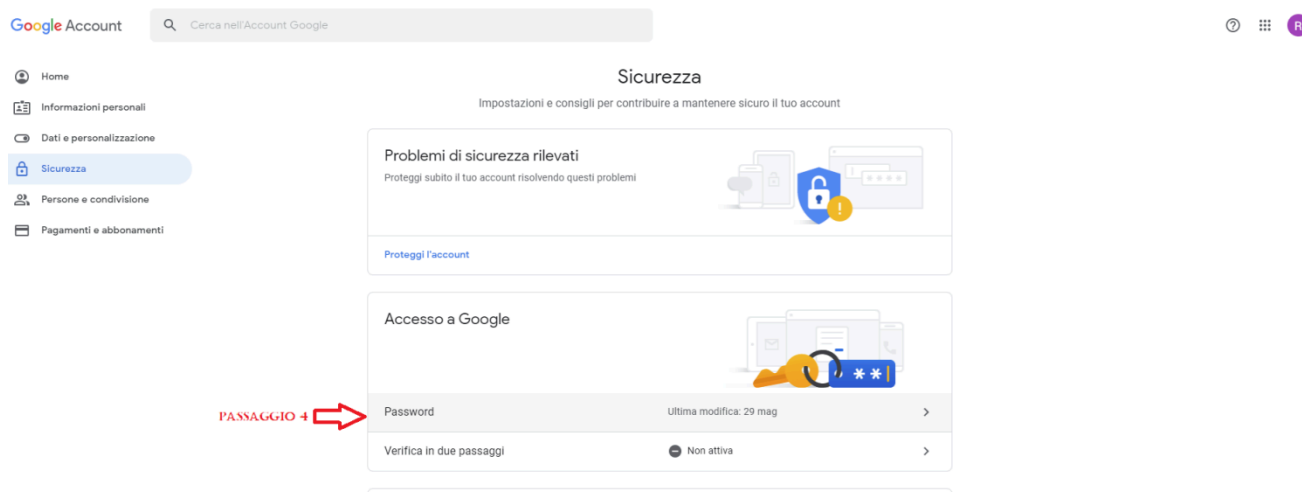 Google Account
Cerca nell'Account Google
R
Home
Informazioni personali
Dati e personalizzazione
Sicurezza
Persone e condivisione
Pagamenti e abbonamenti
Sicurezza
Impostazioni e consigli per contribuire a mantenere sicuro il tuo account
Problemi di sicurezza rilevati
Proteggi subito il tuo account risolvendo questi problemi
Proteggi l'account
Accesso a Google
PASSAGGIO 4
Password Ultima modifica: 29 mag
Verifica in due passaggi Non attiva